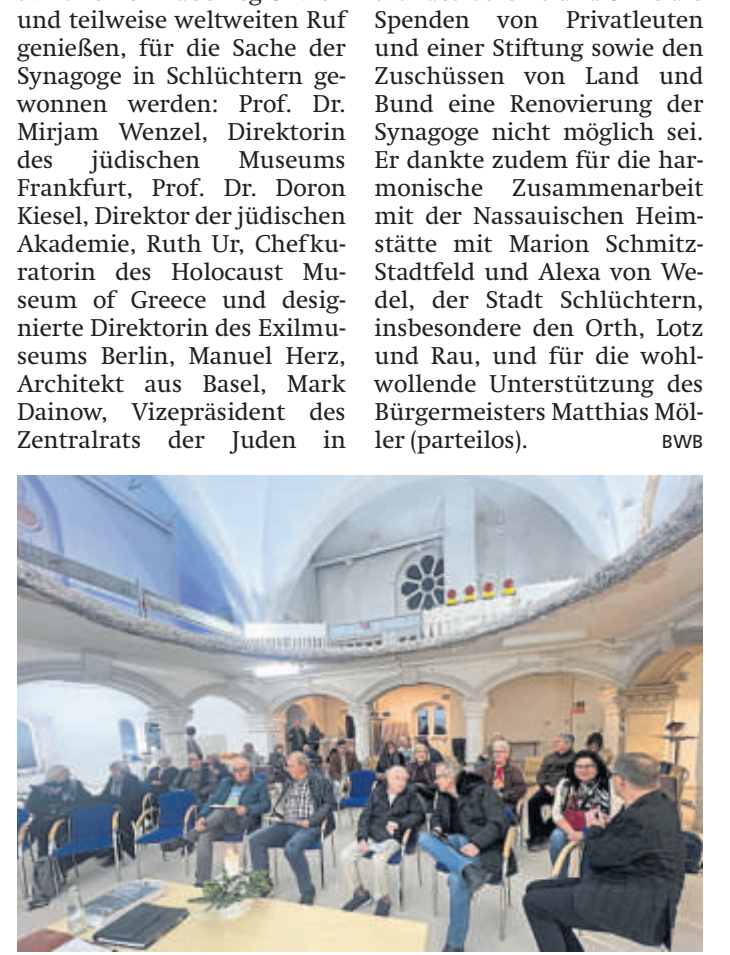 und teilweise weltweiten Ruf
genießen, für die Sache der
Synagoge in Schlüchtern ge-
wonnen werden: Prof. Dr.
Mirjam Wenzel, Direktorin
des jüdischen Museums
Frankfurt, Prof. Dr. Doron
Kiesel, Direktor der jüdischen
Akademie, Ruth Ur, Chefku-
ratorin des Holocaust Mu-
seum of Greece und desig-
nierte Direktorin des Exilmu-
seums Berlin, Manuel Herz,
Architekt aus Basel, Mark
Dainow, Vizepräsident des
Zentralrats der Juden in
Spenden von Privatleuten
und einer Stiftung sowie den
Zuschüssen von Land und
Bund eine Renovierung der
Synagoge nicht möglich sei.
Er dankte zudem für die har-
monische Zusammenarbeit
mit der Nassauischen Heim-
stätte mit Marion Schmitz-
Stadtfeld und Alexa von We-
del, der Stadt Schlüchtern,
insbesondere den Orth, Lotz
und Rau, und für die wohl-
wollende Unterstützung des
Bürgermeisters Matthias Möl-
ler (parteilos). BWB